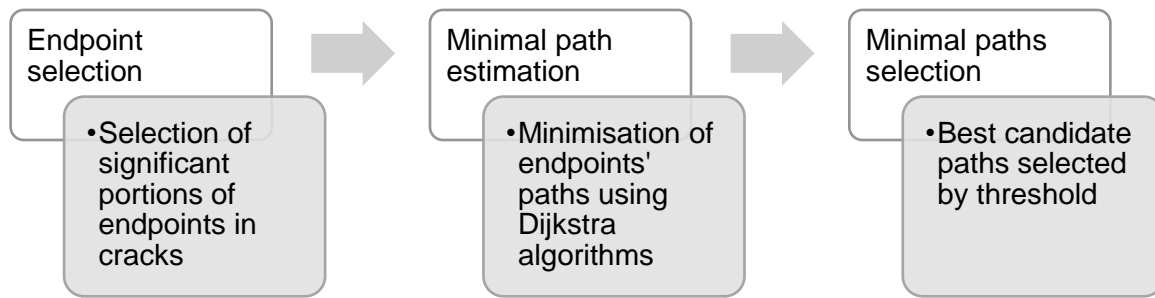 Endpoint
selection
•Selection of
significant
portions of
endpoints in
cracks
Minimal path
estimation
•Minimisation of
endpoints'
paths using
Dijkstra
algorithms
Minimal paths
selection
•Best candidate
paths selected
by threshold